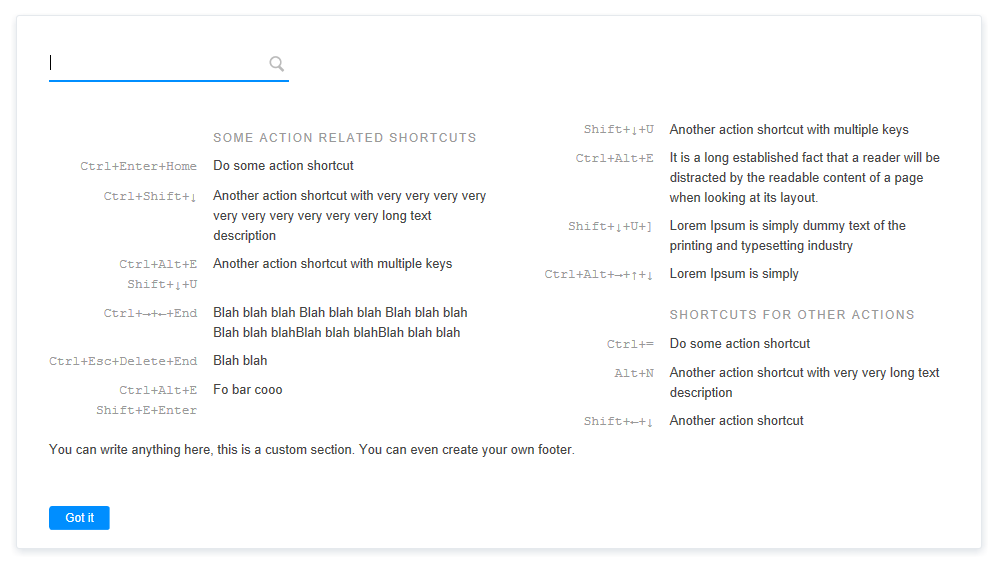 SOME ACTION RELATED SHORTCUTS
Ctrl+Enter+Home Do some action shortcut
Ctrl+Shift+↓ Another action shortcut with very very very very
very very very very very very long text
description
Ctrl+Alt+E Another action shortcut with multiple keys
Shift+↓+U
Ctrl+→+←+End Blah blah blah Blah blah blah Blah blah blah
Blah blah blahBlah blah blahBlah blah blah
Ctrl+Esc+Delete+End Blah blah
Ctrl+Alt+E Fo bar cooo
Shift+E+Enter
Shift+↓+U Another action shortcut with multiple keys
Ctrl+Alt+E It is a long established fact that a reader will be
distracted by the readable content of a page
when looking at its layout.
Shift+↓+U+] Lorem Ipsum is simply dummy text of the
printing and typesetting industry
Ctrl+Alt+→+↑+↓ Lorem Ipsum is simply
SHORTCUTS FOR OTHER ACTIONS
Ctrl+= Do some action shortcut
Alt+N Another action shortcut with very very long text
description
Shift+←+↓ Another action shortcut
You can write anything here, this is a custom section. You can even create your own footer.
Got it